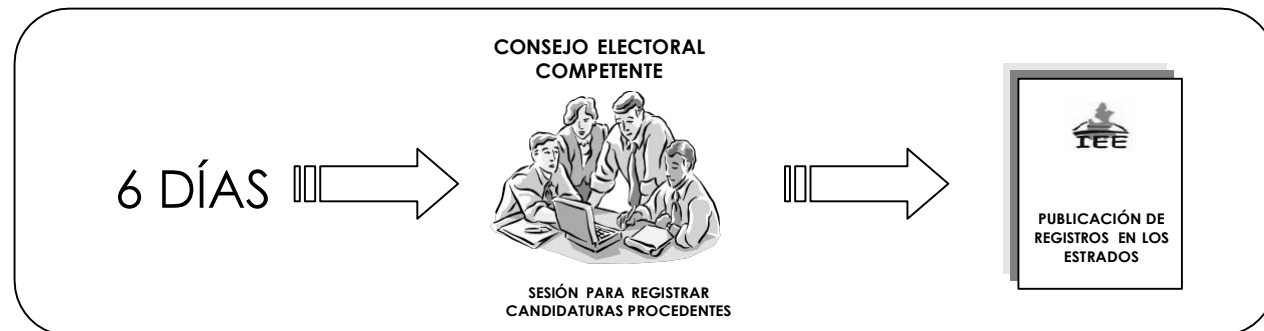 CONSEJO ELECTORAL
COMPETENTE
6 DÍAS
IEE
PUBLICACIÓN DE
REGISTROS EN LOS
ESTRADOS
SESIÓN PARA REGISTRAR
CANDIDATURAS PROCEDENTES